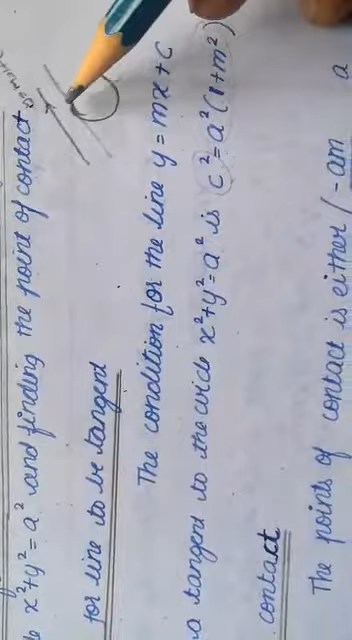 x² + y² = a² and finding the point of contact
for line to be tangent
The condition for the line y = mx + c
a tangent to the circle x² + y² = a² is c² = a² (1 + m²)
contact
The points of contact is either ( -am a